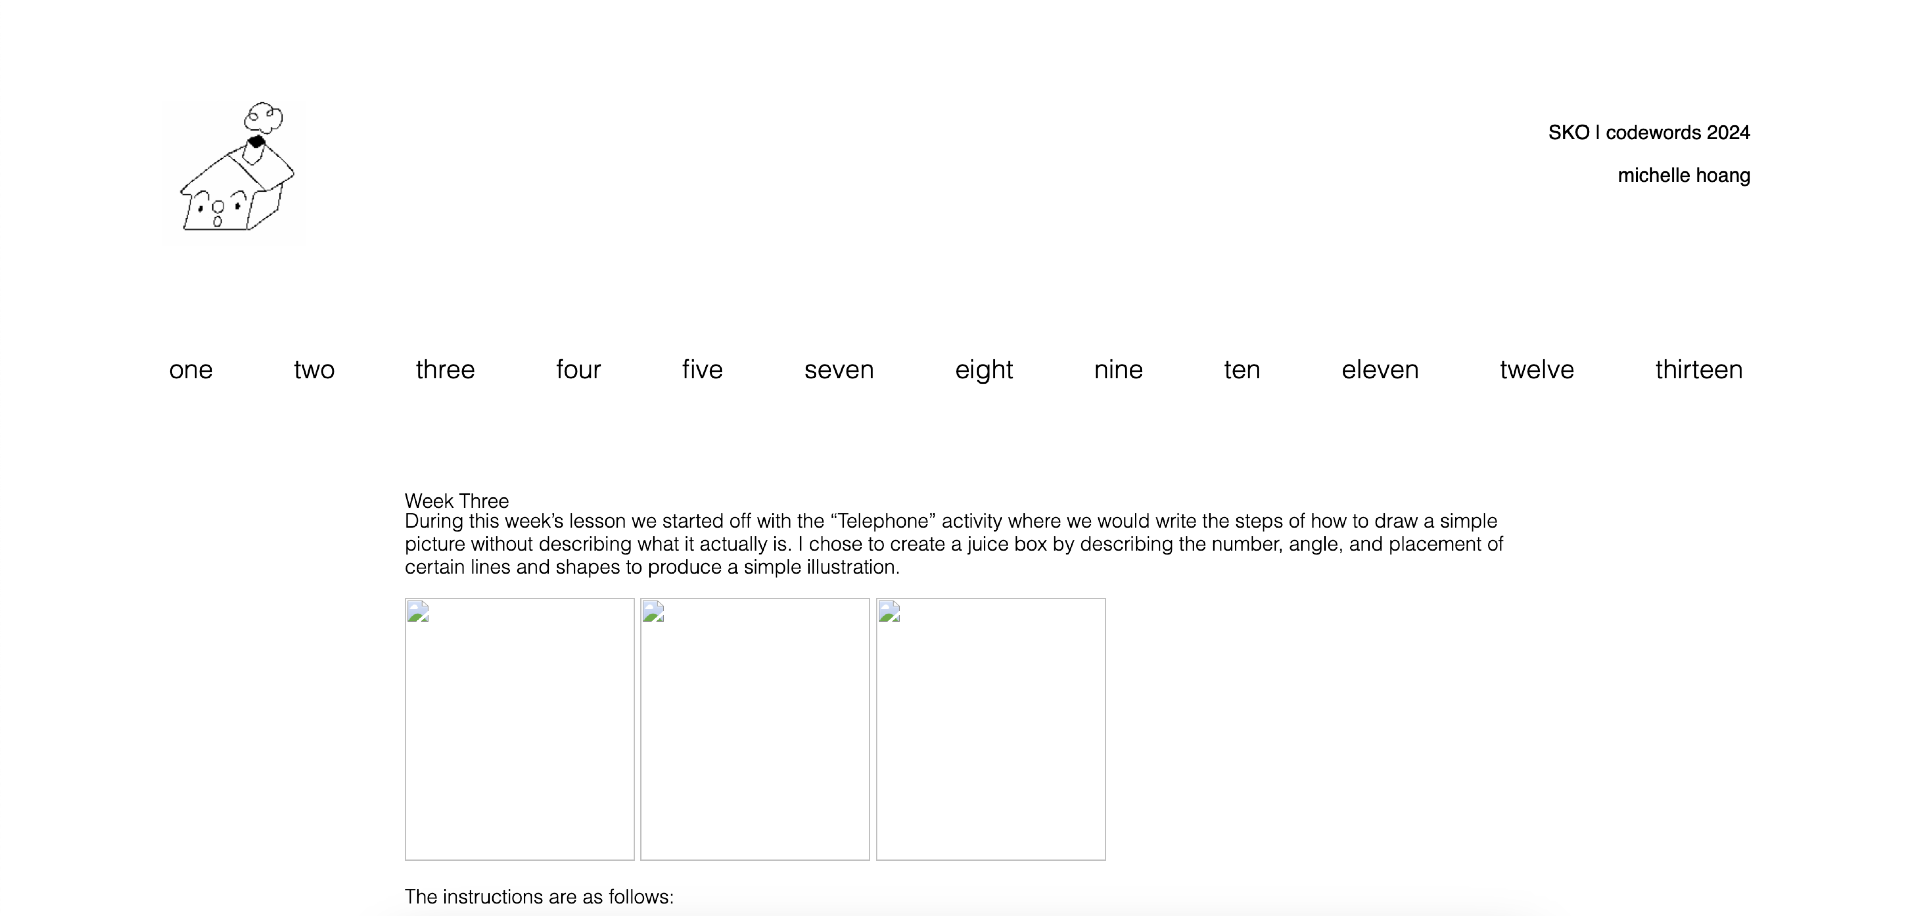 SKO I codewords 2024
michelle hoang
one two three four five seven eight nine ten eleven twelve thirteen
Week Three
During this week’s lesson we started off with the “Telephone” activity where we would write the steps of how to draw a simple
picture without describing what it actually is. I chose to create a juice box by describing the number, angle, and placement of
certain lines and shapes to produce a simple illustration.
The instructions are as follows: